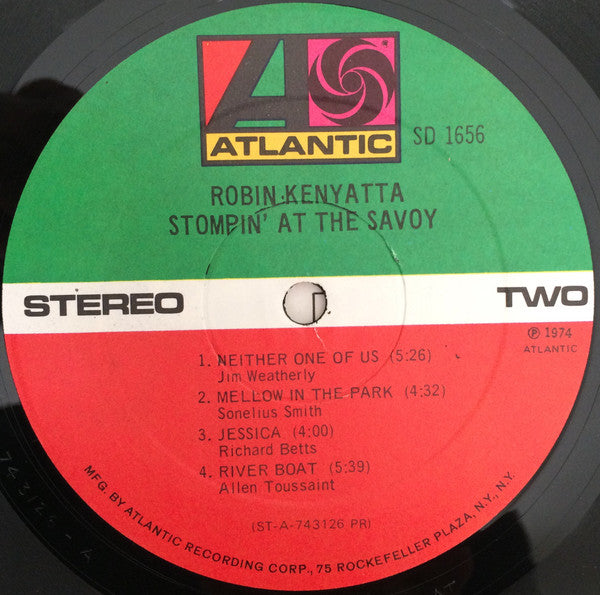 ATLANTIC
SD 1656
ROBIN KENYATTA
STOMPIN' AT THE SAVOY
STEREO
TWO
℗ 1974
ATLANTIC
1. NEITHER ONE OF US (5:26)
Jim Weatherly
2. MELLOW IN THE PARK (4:32)
Sonelius Smith
3. JESSICA (4:00)
Richard Betts
4. RIVER BOAT (5:39)
Allen Toussaint
(ST-A-743126 PR)
MFG. BY ATLANTIC RECORDING CORP., 75 ROCKEFELLER PLAZA, N.Y., N.Y.